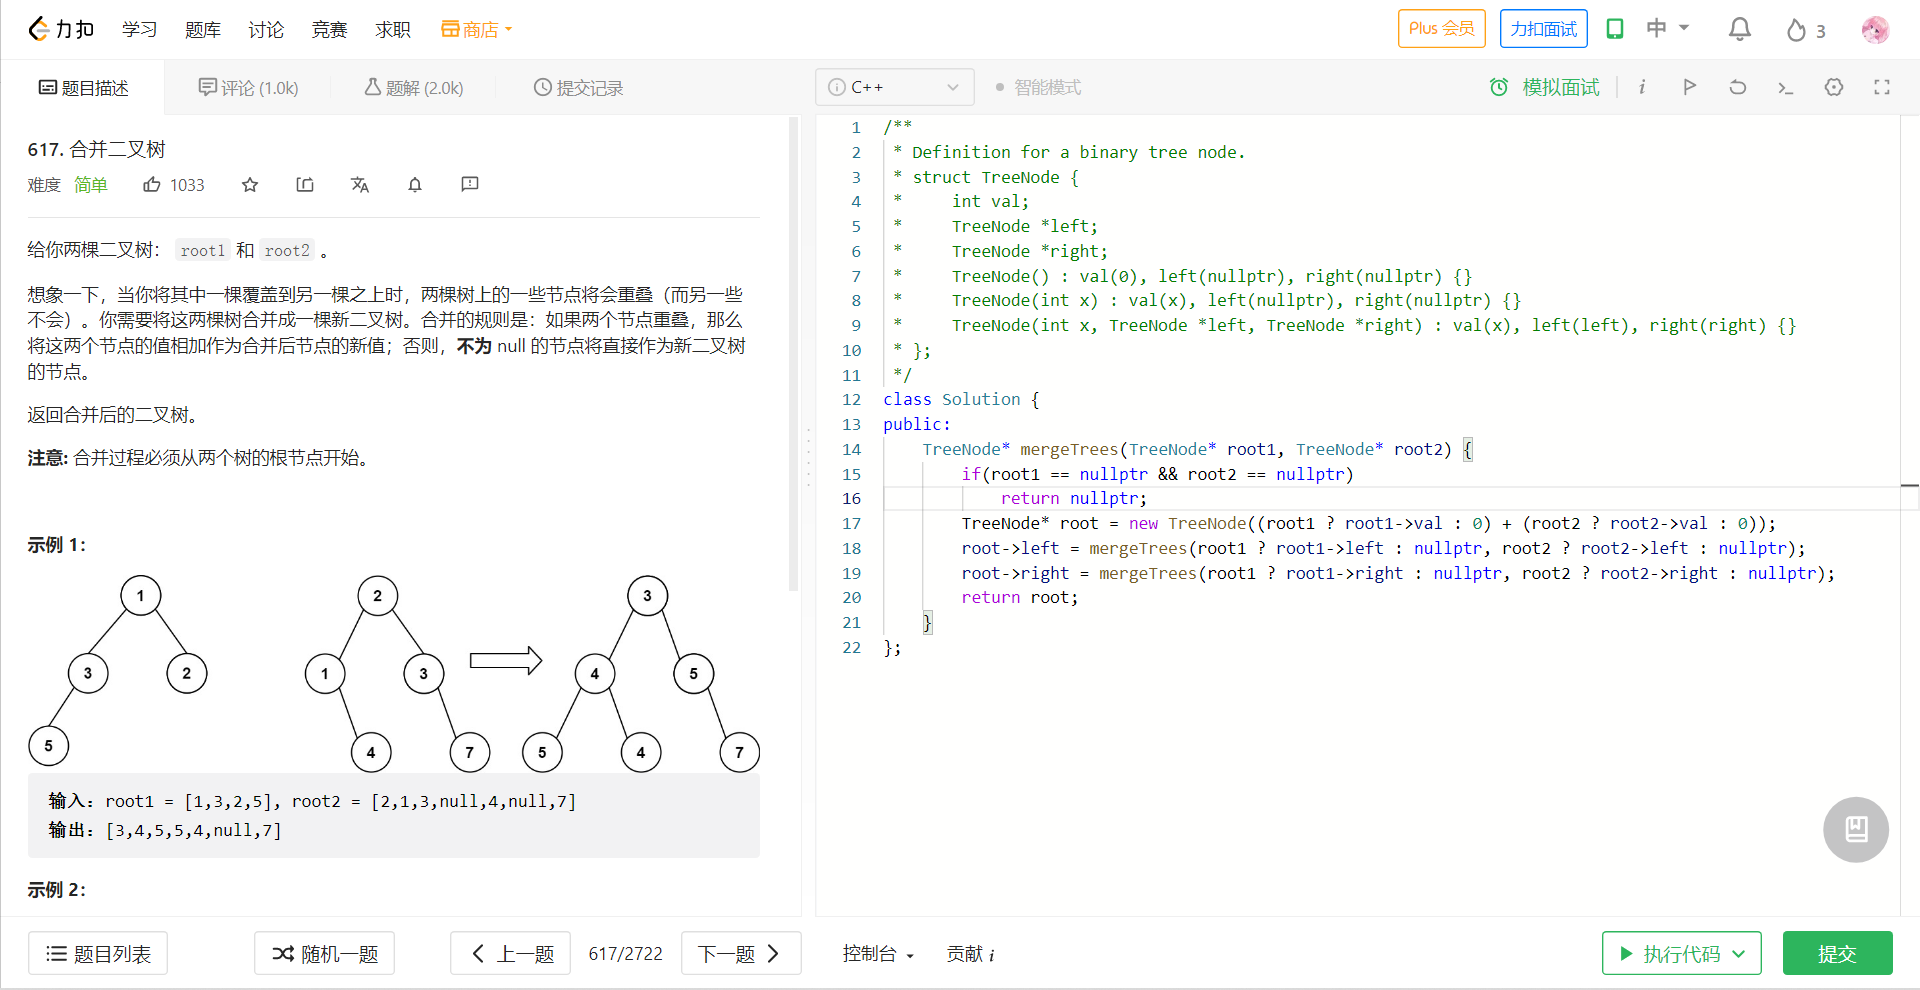 力扣 学习 题库 讨论 竞赛 求职 商店 Plus 会员 力扣面试 中 3
题目描述 评论 (1.0k) 题解 (2.0k) 提交记录 C++ 智能模式 模拟面试 i
617. 合并二叉树
难度 简单 1033
给你两棵二叉树： root1 和 root2 。
想象一下，当你将其中一棵覆盖到另一棵之上时，两棵树上的一些节点将会重叠（而另一些
不会）。你需要将这两棵树合并成一棵新二叉树。合并的规则是：如果两个节点重叠，那么
将这两个节点的值相加作为合并后节点的新值；否则，不为 null 的节点将直接作为新二叉树
的节点。
返回合并后的二叉树。
注意: 合并过程必须从两个树的根节点开始。
示例 1：
1 2 3
3 2 1 3 4 5
5 4 7 5 4 7
输入：root1 = [1,3,2,5], root2 = [2,1,3,null,4,null,7]
输出：[3,4,5,5,4,null,7]
示例 2：
题目列表 随机一题 上一题 617/2722 下一题
1 /**
2  * Definition for a binary tree node.
3  * struct TreeNode {
4  *     int val;
5  *     TreeNode *left;
6  *     TreeNode *right;
7  *     TreeNode() : val(0), left(nullptr), right(nullptr) {}
8  *     TreeNode(int x) : val(x), left(nullptr), right(nullptr) {}
9  *     TreeNode(int x, TreeNode *left, TreeNode *right) : val(x), left(left), right(right) {}
10  * };
11  */
12 class Solution {
13 public:
14     TreeNode* mergeTrees(TreeNode* root1, TreeNode* root2) {
15         if(root1 == nullptr && root2 == nullptr)
16             return nullptr;
17         TreeNode* root = new TreeNode((root1 ? root1->val : 0) + (root2 ? root2->val : 0));
18         root->left = mergeTrees(root1 ? root1->left : nullptr, root2 ? root2->left : nullptr);
19         root->right = mergeTrees(root1 ? root1->right : nullptr, root2 ? root2->right : nullptr);
20         return root;
21     }
22 };
控制台 贡献 i 执行代码 提交